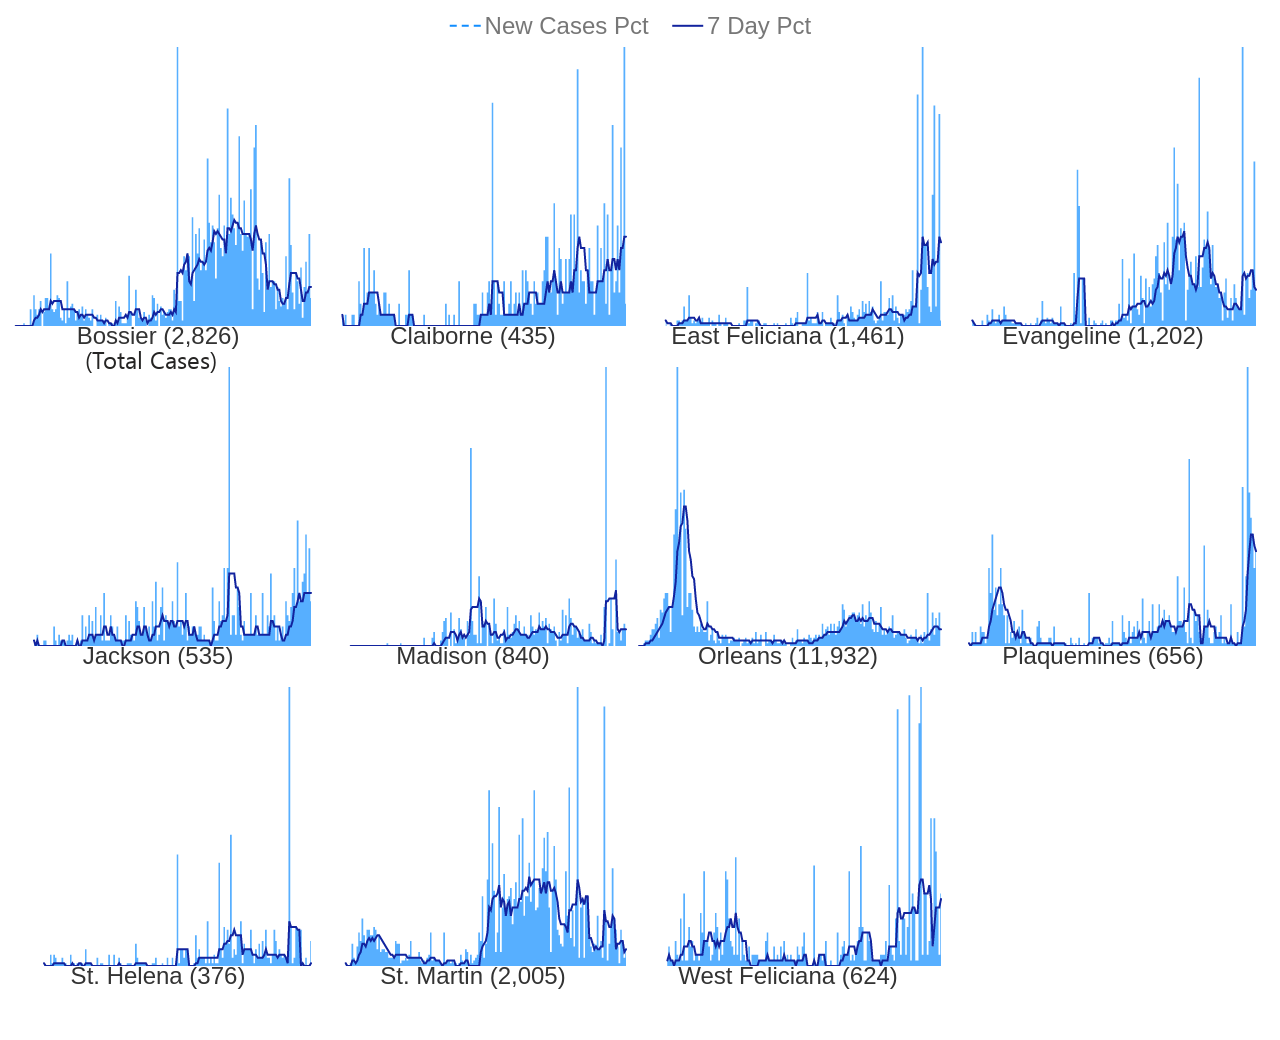 New Cases Pct 7 Day Pct
Bossier (2,826) Claiborne (435) East Feliciana (1,461) Evangeline (1,202)
(Total Cases)
Jackson (535) Madison (840) Orleans (11,932) Plaquemines (656)
St. Helena (376) St. Martin (2,005) West Feliciana (624)